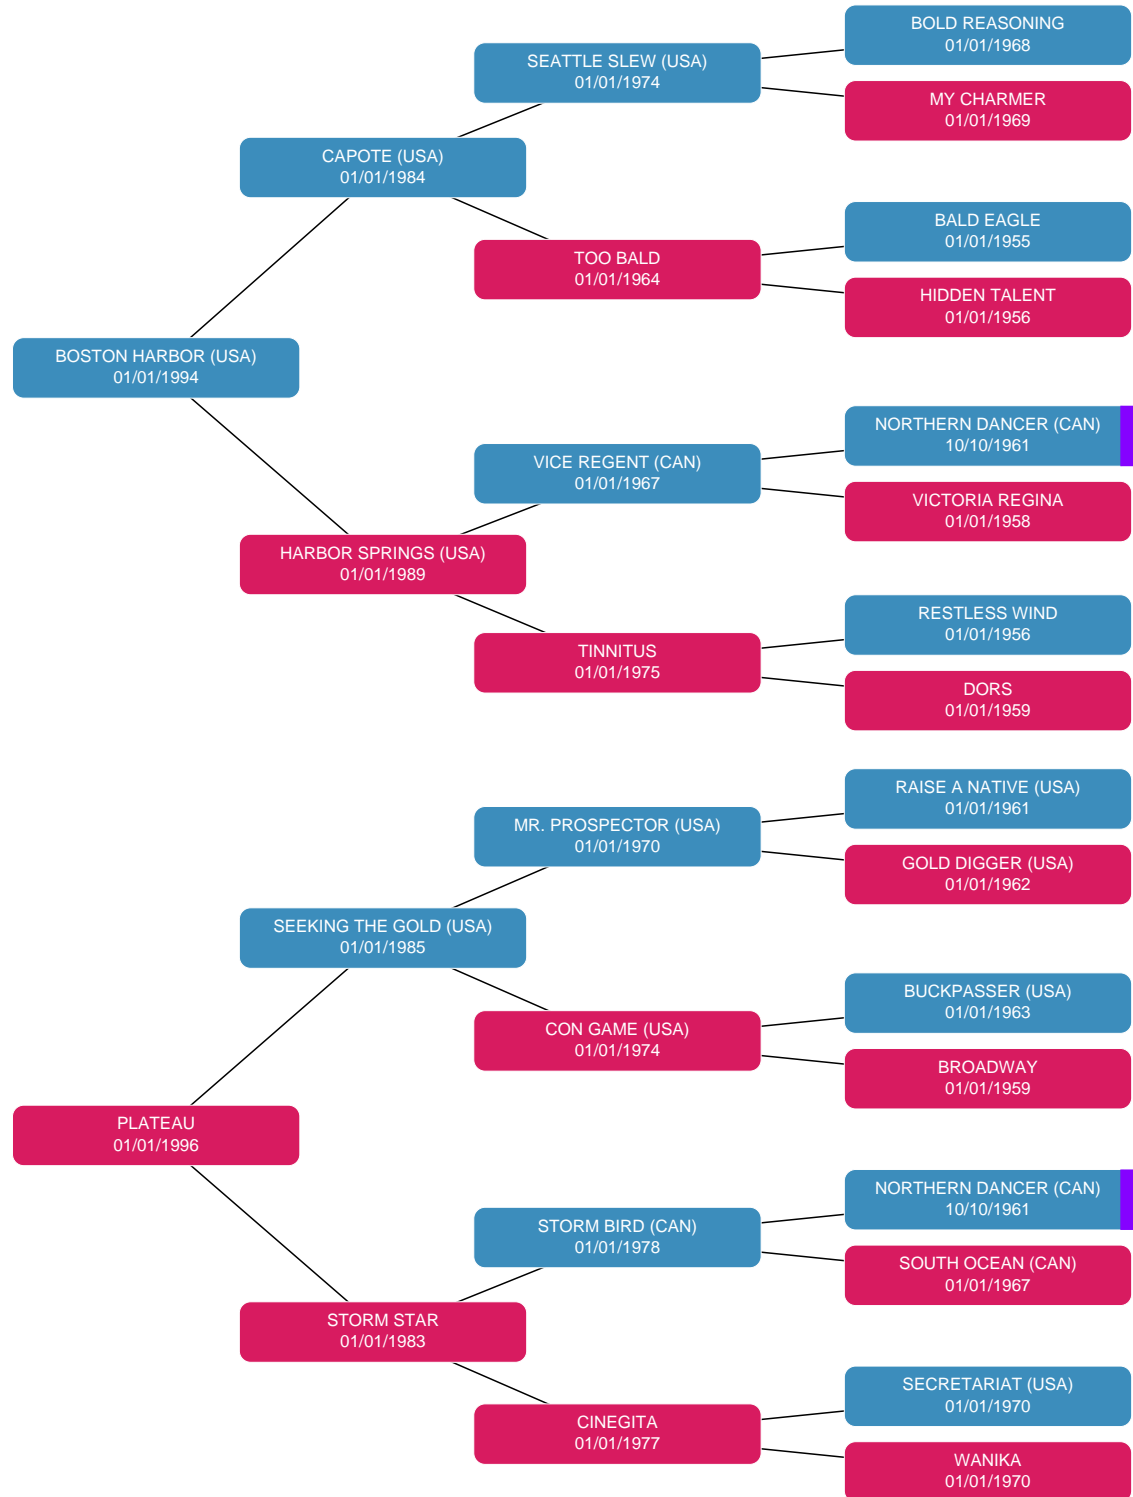 BOLD REASONING
01/01/1968
SEATTLE SLEW (USA)
01/01/1974
MY CHARMER
01/01/1969
CAPOTE (USA)
01/01/1984
BALD EAGLE
01/01/1955
TOO BALD
01/01/1964
HIDDEN TALENT
01/01/1956
BOSTON HARBOR (USA)
01/01/1994
NORTHERN DANCER (CAN)
10/10/1961
VICE REGENT (CAN)
01/01/1967
VICTORIA REGINA
01/01/1958
HARBOR SPRINGS (USA)
01/01/1989
RESTLESS WIND
01/01/1956
TINNITUS
01/01/1975
DORS
01/01/1959
RAISE A NATIVE (USA)
01/01/1961
MR. PROSPECTOR (USA)
01/01/1970
GOLD DIGGER (USA)
01/01/1962
SEEKING THE GOLD (USA)
01/01/1985
BUCKPASSER (USA)
01/01/1963
CON GAME (USA)
01/01/1974
BROADWAY
01/01/1959
PLATEAU
01/01/1996
NORTHERN DANCER (CAN)
10/10/1961
STORM BIRD (CAN)
01/01/1978
SOUTH OCEAN (CAN)
01/01/1967
STORM STAR
01/01/1983
SECRETARIAT (USA)
01/01/1970
CINEGITA
01/01/1977
WANIKA
01/01/1970